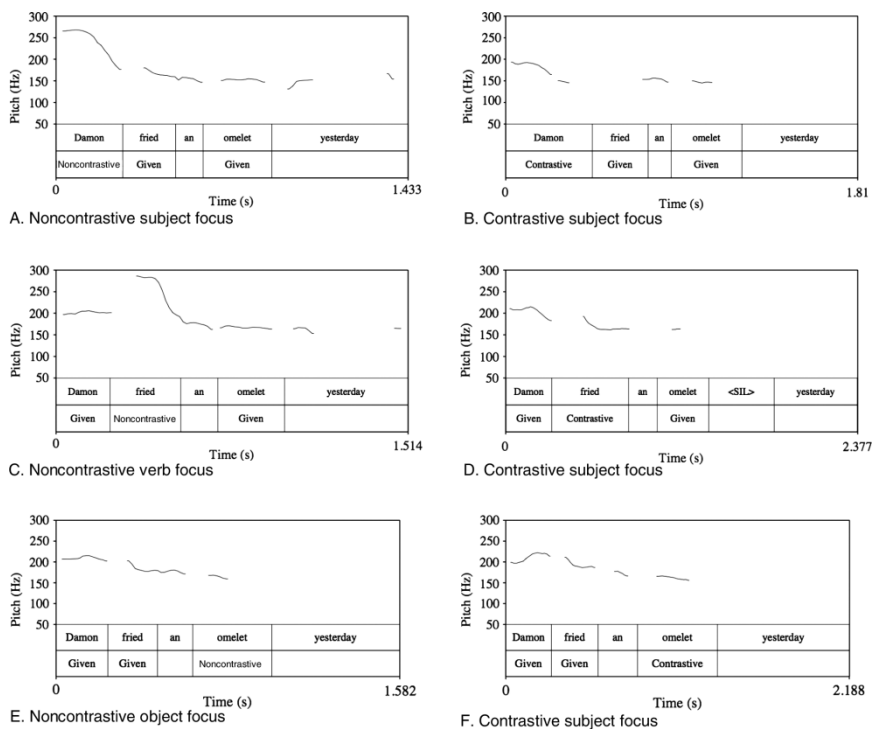 300
250
200
150
100
50
Pitch (Hz)
Damon fried an omelet yesterday
Noncontrastive Given Given
0 1.433
Time (s)
A. Noncontrastive subject focus
300
250
200
150
100
50
Pitch (Hz)
Damon fried an omelet yesterday
Contrastive Given Given
0 1.81
Time (s)
B. Contrastive subject focus
300
250
200
150
100
50
Pitch (Hz)
Damon fried an omelet yesterday
Given Noncontrastive Given
0 1.514
Time (s)
C. Noncontrastive verb focus
300
250
200
150
100
50
Pitch (Hz)
Damon fried an omelet <SIL> yesterday
Given Contrastive Given
0 2.377
Time (s)
D. Contrastive subject focus
300
250
200
150
100
50
Pitch (Hz)
Damon fried an omelet yesterday
Given Given Noncontrastive
0 1.582
Time (s)
E. Noncontrastive object focus
300
250
200
150
100
50
Pitch (Hz)
Damon fried an omelet yesterday
Given Given Contrastive
0 2.188
Time (s)
F. Contrastive subject focus